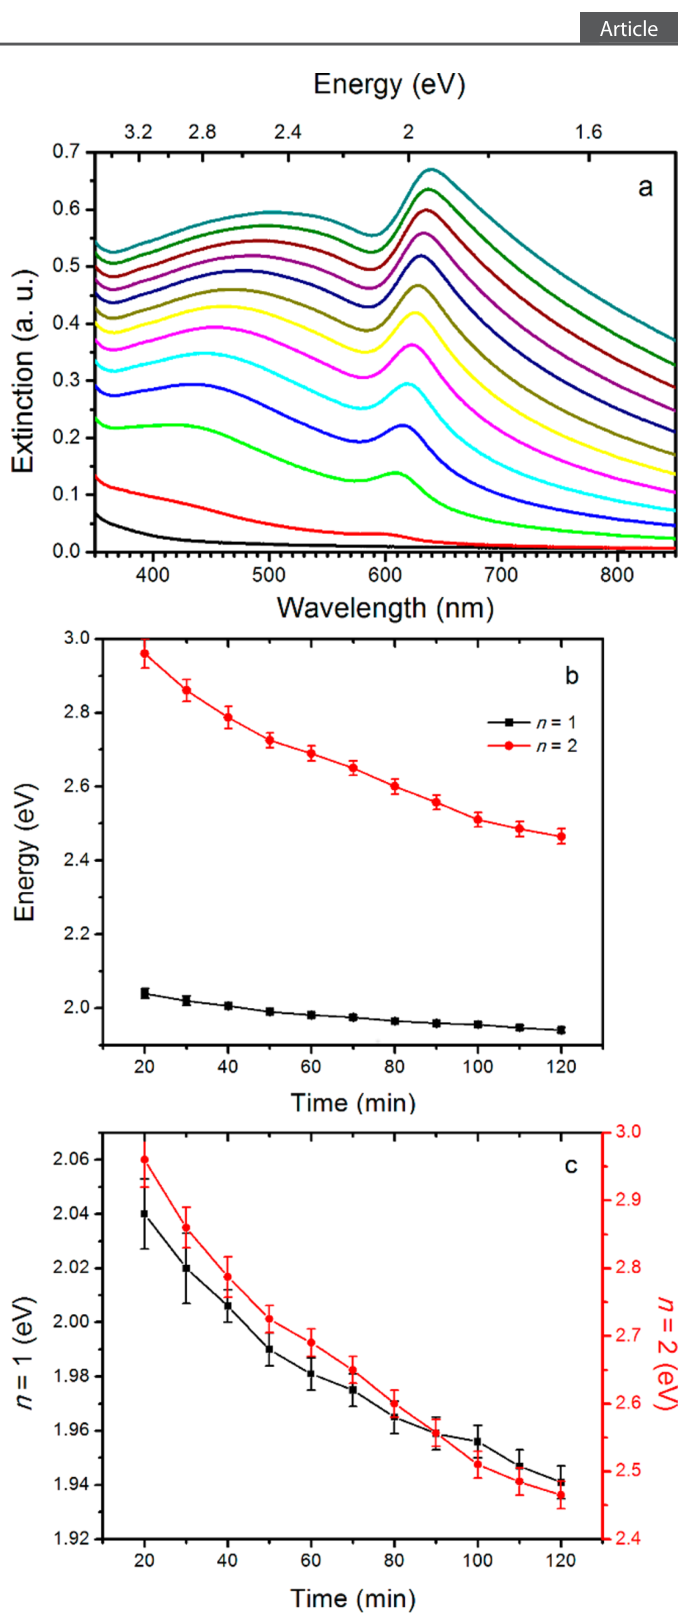 Article
Energy (eV)
3.2 2.8 2.4 2 1.6
a
Extinction (a. u.)
0.7
0.6
0.5
0.4
0.3
0.2
0.1
0.0
400 500 600 700 800
Wavelength (nm)
b
n = 1
n = 2
Energy (eV)
3.0
2.8
2.6
2.4
2.2
2.0
20 40 60 80 100 120
Time (min)
c
n = 1 (eV)
2.06
2.04
2.02
2.00
1.98
1.96
1.94
1.92
3.0
2.9
2.8
2.7
2.6
2.5
2.4
n = 2 (eV)
20 40 60 80 100 120
Time (min)